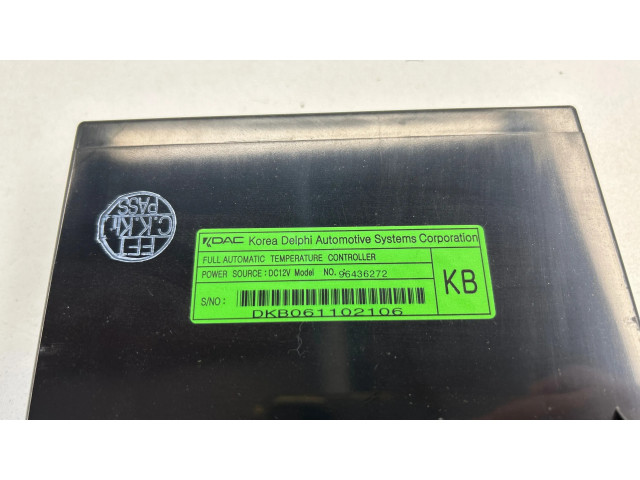 KDAC Korea Delphi Automotive Systems Corporation
FULL AUTOMATIC TEMPERATURE CONTROLLER
POWER SOURCE : DC12V Model NO. 96436272
KB
S/NO :
DKB061102106
PASS
C.K.